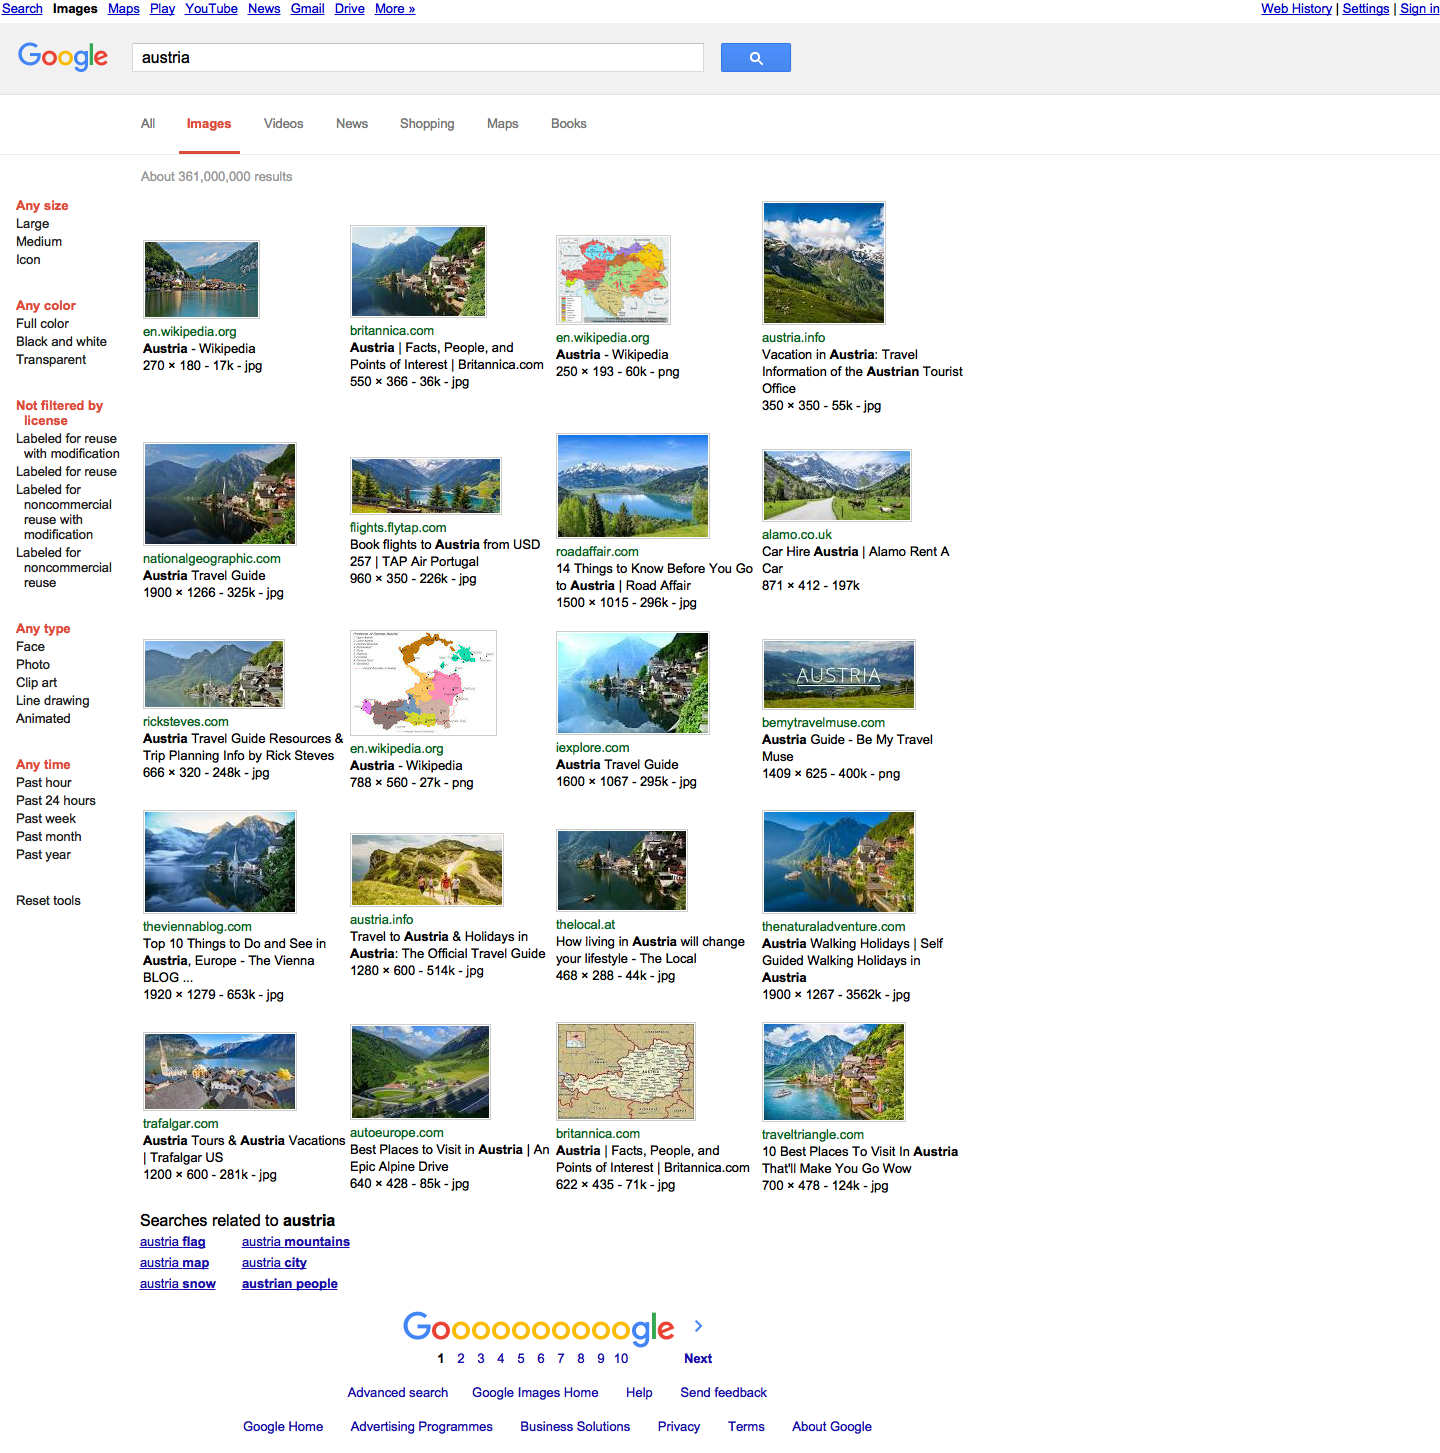 Search Images Maps Play YouTube News Gmail Drive More »
Web History | Settings | Sign in
Google
austria
All Images Videos News Shopping Maps Books
About 361,000,000 results
Any size
Large
Medium
Icon
Any color
Full color
Black and white
Transparent
Not filtered by
license
Labeled for reuse
with modification
Labeled for reuse
Labeled for
noncommercial
reuse with
modification
Labeled for
noncommercial
reuse
Any type
Face
Photo
Clip art
Line drawing
Animated
Any time
Past hour
Past 24 hours
Past week
Past month
Past year
Reset tools
en.wikipedia.org
Austria - Wikipedia
270 × 180 - 17k - jpg
britannica.com
Austria | Facts, People, and
Points of Interest | Britannica.com
550 × 366 - 36k - jpg
en.wikipedia.org
Austria - Wikipedia
250 × 193 - 60k - png
austria.info
Vacation in Austria: Travel
Information of the Austrian Tourist
Office
350 × 350 - 55k - jpg
nationalgeographic.com
Austria Travel Guide
1900 × 1266 - 325k - jpg
flights.flytap.com
Book flights to Austria from USD
257 | TAP Air Portugal
960 × 350 - 226k - jpg
roadaffair.com
14 Things to Know Before You Go
to Austria | Road Affair
1500 × 1015 - 296k - jpg
alamo.co.uk
Car Hire Austria | Alamo Rent A
Car
871 × 412 - 197k
ricksteves.com
Austria Travel Guide Resources &
Trip Planning Info by Rick Steves
666 × 320 - 248k - jpg
en.wikipedia.org
Austria - Wikipedia
788 × 560 - 27k - png
iexplore.com
Austria Travel Guide
1600 × 1067 - 295k - jpg
AUSTRIA
bemytravelmuse.com
Austria Guide - Be My Travel
Muse
1409 × 625 - 400k - png
theviennablog.com
Top 10 Things to Do and See in
Austria, Europe - The Vienna
BLOG ...
1920 × 1279 - 653k - jpg
austria.info
Travel to Austria & Holidays in
Austria: The Official Travel Guide
1280 × 600 - 514k - jpg
thelocal.at
How living in Austria will change
your lifestyle - The Local
468 × 288 - 44k - jpg
thenaturaladventure.com
Austria Walking Holidays | Self
Guided Walking Holidays in
Austria
1900 × 1267 - 3562k - jpg
trafalgar.com
Austria Tours & Austria Vacations
| Trafalgar US
1200 × 600 - 281k - jpg
autoeurope.com
Best Places to Visit in Austria | An
Epic Alpine Drive
640 × 428 - 85k - jpg
britannica.com
Austria | Facts, People, and
Points of Interest | Britannica.com
622 × 435 - 71k - jpg
traveltriangle.com
10 Best Places To Visit In Austria
That'll Make You Go Wow
700 × 478 - 124k - jpg
Searches related to austria
austria flag austria mountains
austria map austria city
austria snow austrian people
Goooooooooogle
1 2 3 4 5 6 7 8 9 10 Next
Advanced search Google Images Home Help Send feedback
Google Home Advertising Programmes Business Solutions Privacy Terms About Google